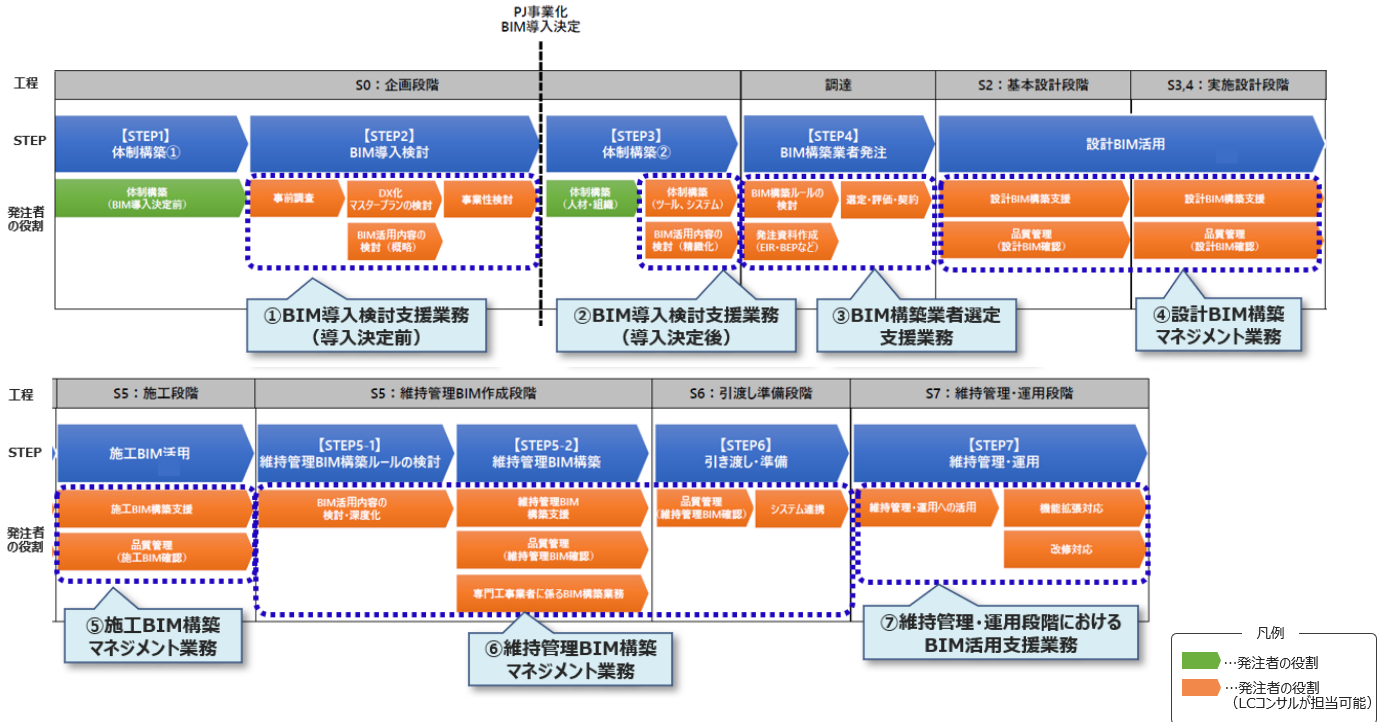 PJ事業化
BIM導入決定
工程
S0：企画段階
調達
S2：基本設計段階
S3,4：実施設計段階
STEP
【STEP1】
体制構築①
【STEP2】
BIM導入検討
【STEP3】
体制構築②
【STEP4】
BIM構築業者発注
設計BIM活用
発注者
の役割
体制構築
（BIM導入決定前）
事前調査
DX化
マスタープランの検討
事業性検討
BIM活用内容の
検討（概略）
体制構築
（人材・組織）
体制構築
（ツール、システム）
BIM活用内容の
検討（精緻化）
BIM構築ルールの
検討
選定・評価・契約
発注資料作成
（EIR・BEPなど）
設計BIM構築支援
品質管理
（設計BIM確認）
設計BIM構築支援
品質管理
（設計BIM確認）
①BIM導入検討支援業務
（導入決定前）
②BIM導入検討支援業務
（導入決定後）
③BIM構築業者選定
支援業務
④設計BIM構築
マネジメント業務
工程
S5：施工段階
S5：維持管理BIM作成段階
S6：引渡し準備段階
S7：維持管理・運用段階
STEP
施工BIM活用
【STEP5-1】
維持管理BIM構築ルールの検討
【STEP5-2】
維持管理BIM構築
【STEP6】
引き渡し・準備
【STEP7】
維持管理・運用
発注者
の役割
施工BIM構築支援
品質管理
（施工BIM確認）
BIM活用内容の
検討・深度化
維持管理BIM
構築支援
品質管理
（維持管理BIM確認）
専門工事業者に係るBIM構築業務
品質管理
（維持管理BIM確認）
システム連携
維持管理・運用への活用
機能拡張対応
改修対応
⑤施工BIM構築
マネジメント業務
⑥維持管理BIM構築
マネジメント業務
⑦維持管理・運用段階における
BIM活用支援業務
凡例
…発注者の役割
…発注者の役割
（LCコンサルが担当可能）